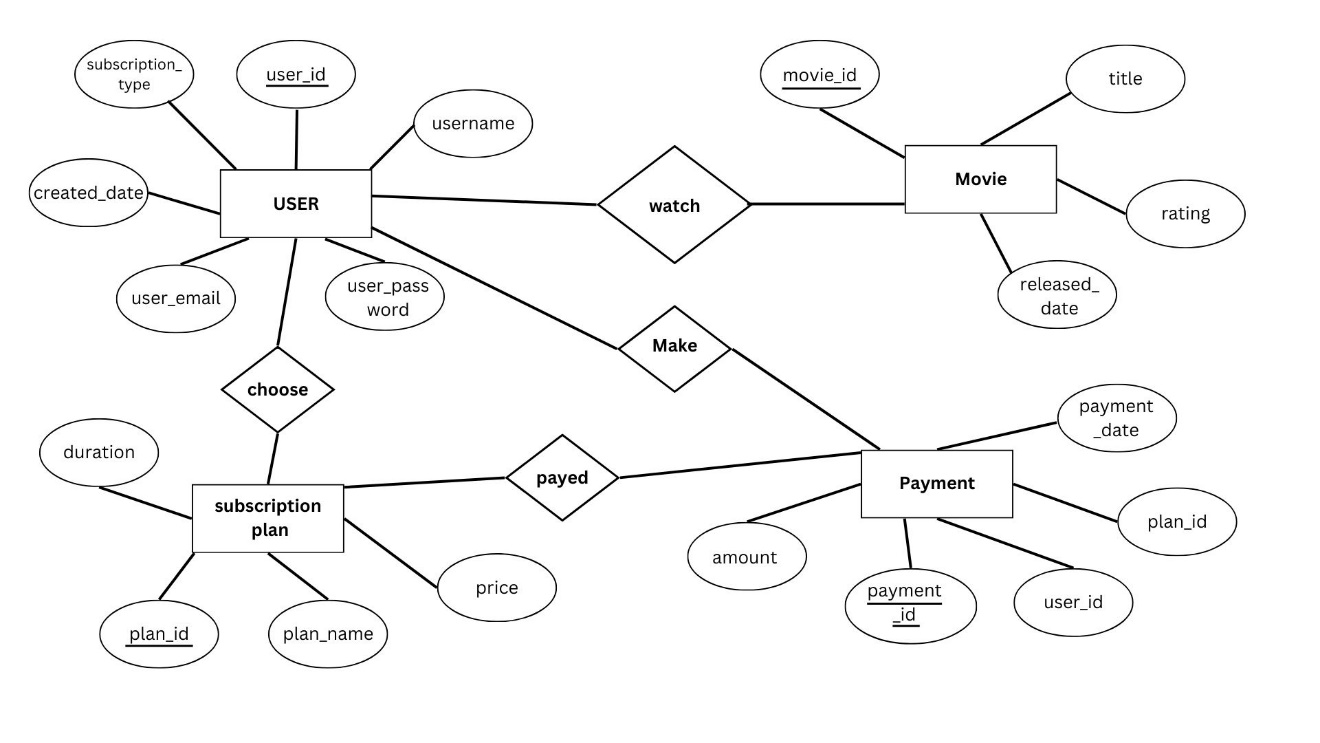 subscription_
type
user_id
username
created_date
USER
user_email
user_pass
word
watch
movie_id
title
Movie
rating
released_
date
Make
choose
duration
subscription
plan
payed
price
plan_id
plan_name
payment
_date
Payment
plan_id
amount
payment
_id
user_id